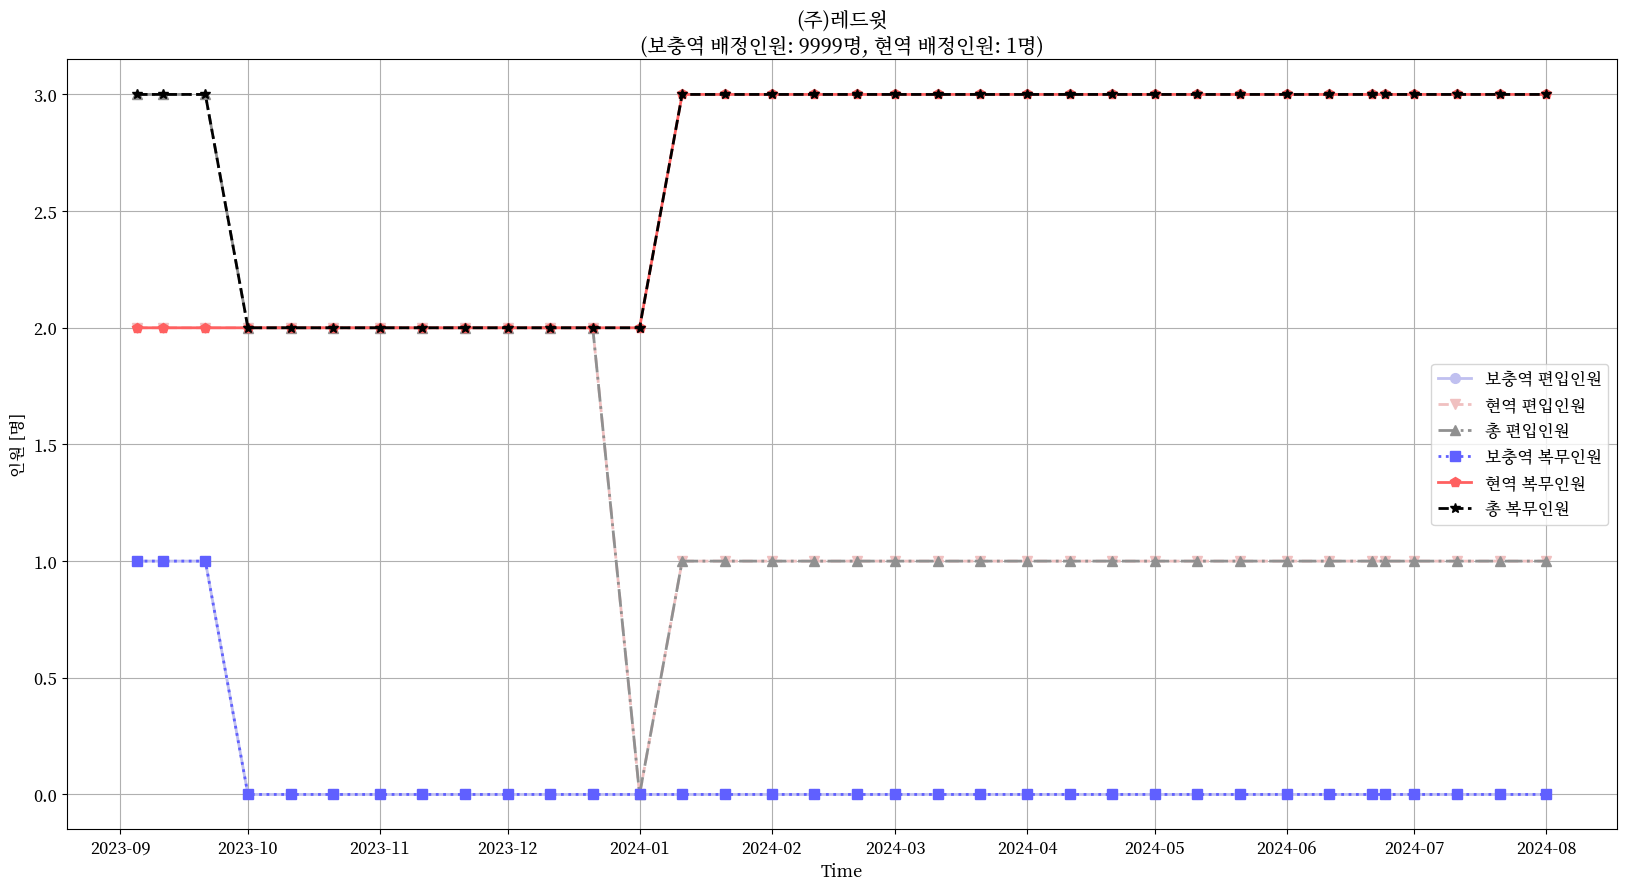 (주)레드윗
(보충역 배정인원: 9999명, 현역 배정인원: 1명)
인원 [명]
3.0
2.5
2.0
1.5
1.0
0.5
0.0
보충역 편입인원
현역 편입인원
총 편입인원
보충역 복무인원
현역 복무인원
총 복무인원
2023-09 2023-10 2023-11 2023-12 2024-01 2024-02 2024-03 2024-04 2024-05 2024-06 2024-07 2024-08
Time